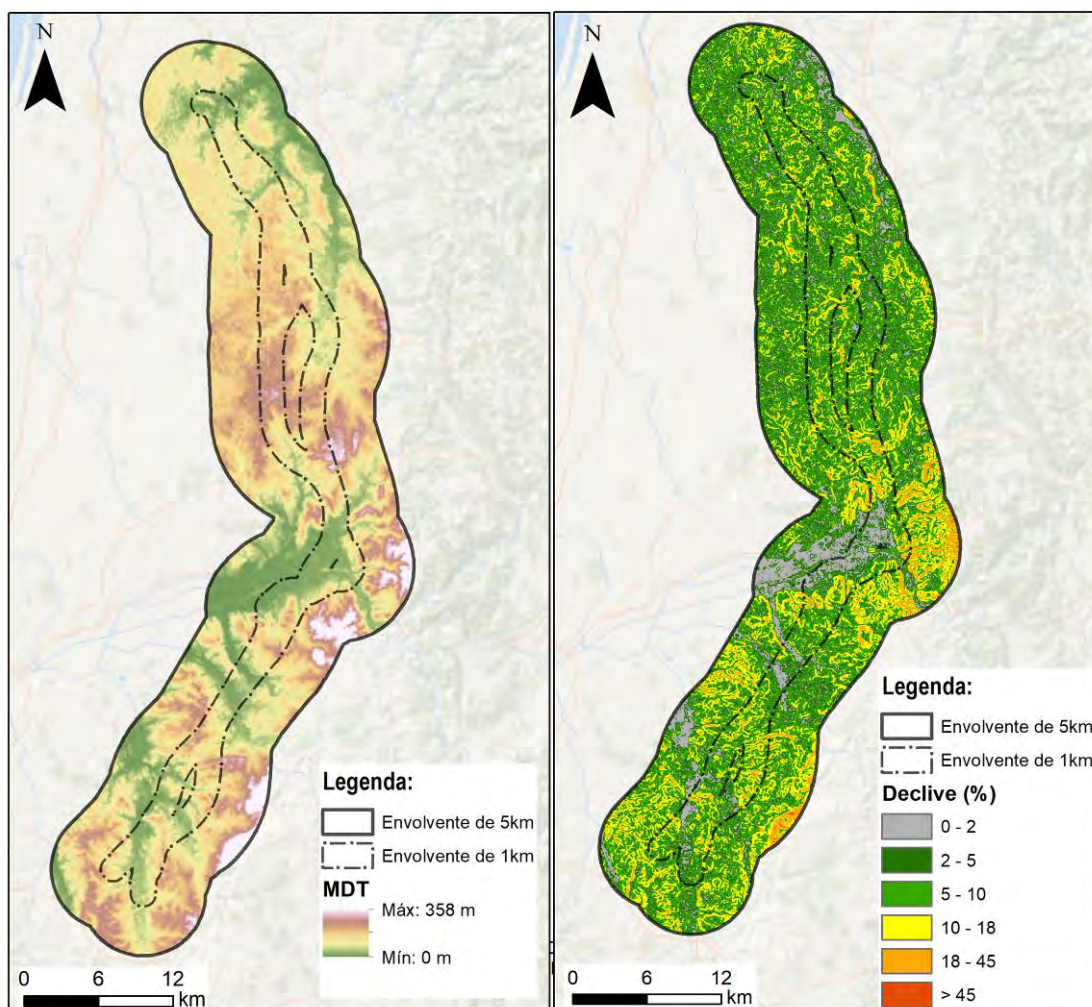 N
Legenda:
Envolvente de 5km
Envolvente de 1km
MDT
Máx: 358 m
Mín: 0 m
0 6 12
km
N
Legenda:
Envolvente de 5km
Envolvente de 1km
Declive (%)
0 - 2
2 - 5
5 - 10
10 - 18
18 - 45
> 45
0 6 12
km